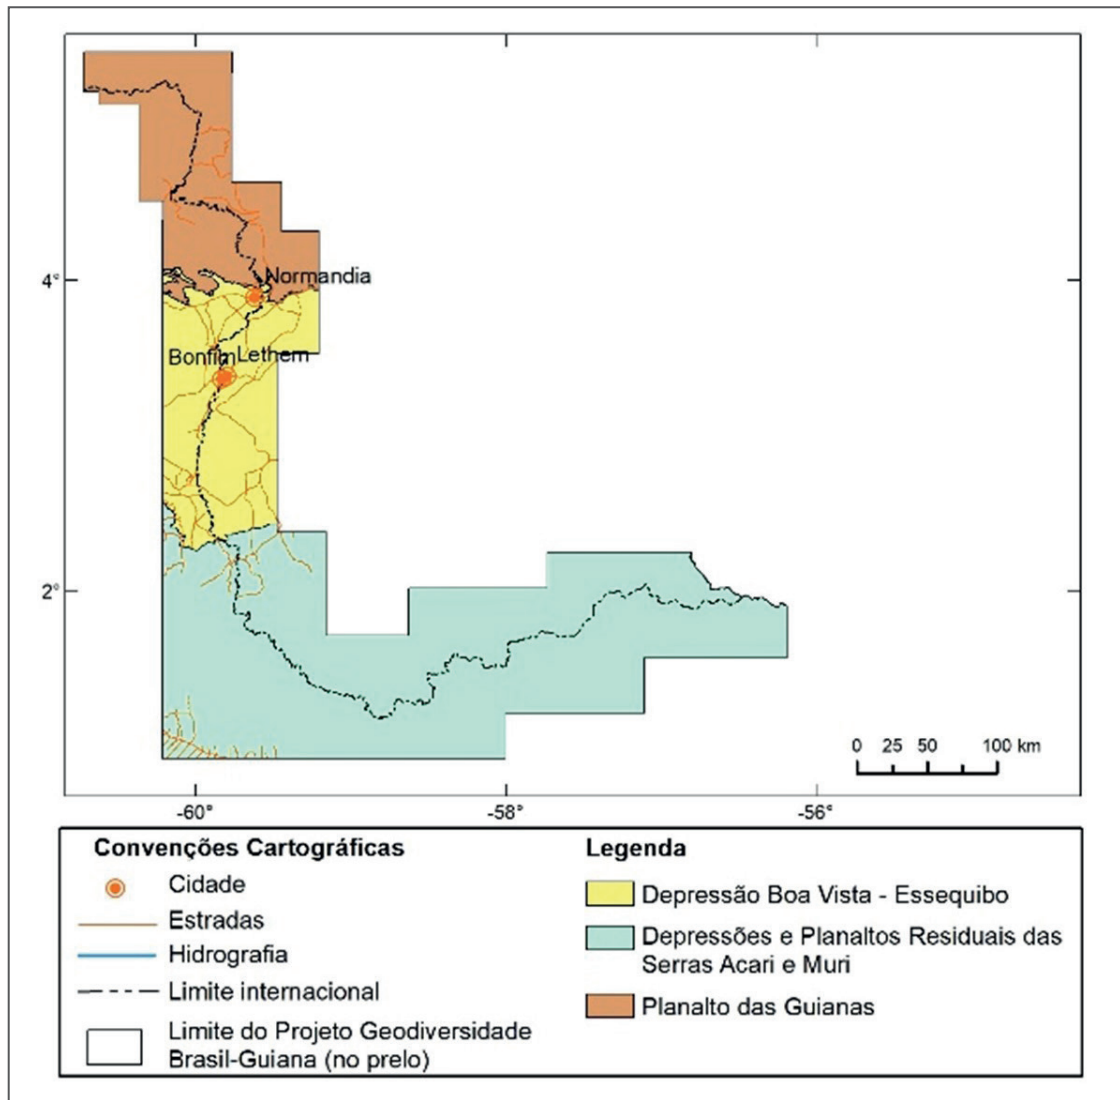 Normandia
4°
Bonfim Lethem
2°
0 25 50 100 km
-60° -58° -56°
Convenções Cartográficas
Cidade
Estradas
Hidrografia
Limite internacional
Limite do Projeto Geodiversidade
Brasil-Guiana (no prelo)
Legenda
Depressão Boa Vista - Essequibo
Depressões e Planaltos Residuais das
Serras Acari e Muri
Planalto das Guianas